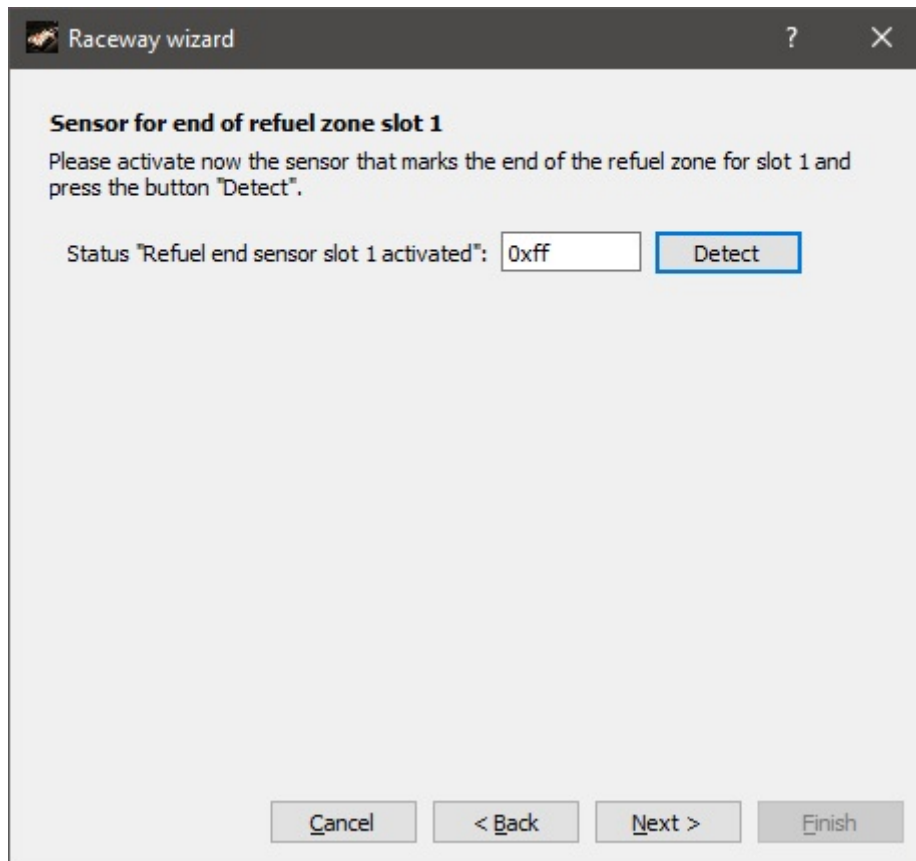 Raceway wizard ?
Sensor for end of refuel zone slot 1
Please activate now the sensor that marks the end of the refuel zone for slot 1 and
press the button "Detect".
Status "Refuel end sensor slot 1 activated": 0xff Detect
Cancel < Back Next > Finish